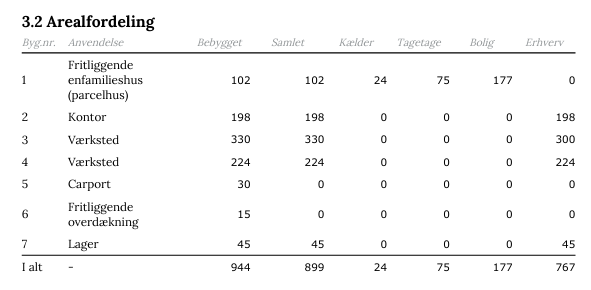 3.2 Arealfordeling
Byg.nr. Anvendelse Bebygget Samlet Kælder Tagetage Bolig Erhverv
1 Fritliggende enfamilieshus (parcelhus) 102 102 24 75 177 0
2 Kontor 198 198 0 0 0 198
3 Værksted 330 330 0 0 0 300
4 Værksted 224 224 0 0 0 224
5 Carport 30 0 0 0 0 0
6 Fritliggende overdækning 15 0 0 0 0 0
7 Lager 45 45 0 0 0 45
I alt - 944 899 24 75 177 767